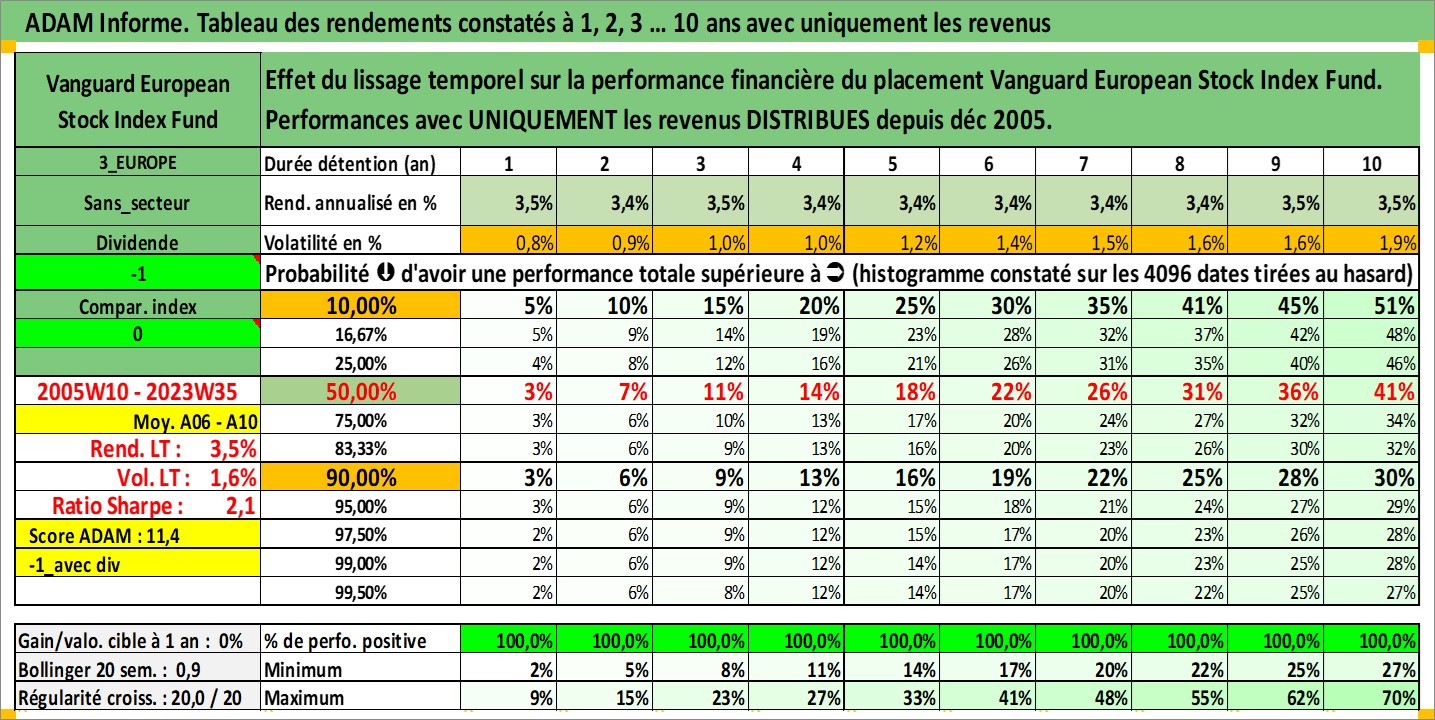 ADAM Informe. Tableau des rendements constatés à 1, 2, 3 ... 10 ans avec uniquement les revenus
Vanguard European
Stock Index Fund
Effet du lissage temporel sur la performance financière du placement Vanguard European Stock Index Fund.
Performances avec UNIQUEMENT les revenus DISTRIBUES depuis déc 2005.
3_EUROPE Durée détention (an) 1 2 3 4 5 6 7 8 9 10
Sans_secteur Rend. annualisé en % 3,5% 3,4% 3,5% 3,4% 3,4% 3,4% 3,4% 3,4% 3,5% 3,5%
Dividende Volatilité en % 0,8% 0,9% 1,0% 1,0% 1,2% 1,4% 1,5% 1,6% 1,6% 1,9%
-1 Probabilité d'avoir une performance totale supérieure à (histogramme constaté sur les 4096 dates tirées au hasard)
Compar. index 10,00% 5% 10% 15% 20% 25% 30% 35% 41% 45% 51%
0 16,67% 5% 9% 14% 19% 23% 28% 32% 37% 42% 48%
25,00% 4% 8% 12% 16% 21% 26% 31% 35% 40% 46%
2005W10 - 2023W35 50,00% 3% 7% 11% 14% 18% 22% 26% 31% 36% 41%
Moy. A06 - A10 75,00% 3% 6% 10% 13% 17% 20% 24% 27% 32% 34%
Rend. LT : 3,5% 83,33% 3% 6% 9% 13% 16% 20% 23% 26% 30% 32%
Vol. LT : 1,6% 90,00% 3% 6% 9% 13% 16% 19% 22% 25% 28% 30%
Ratio Sharpe : 2,1 95,00% 3% 6% 9% 12% 15% 18% 21% 24% 27% 29%
Score ADAM : 11,4 97,50% 2% 6% 9% 12% 15% 17% 20% 23% 26% 28%
-1_avec div 99,00% 2% 6% 9% 12% 14% 17% 20% 23% 25% 28%
99,50% 2% 6% 8% 12% 14% 17% 20% 22% 25% 27%
Gain/valo. cible à 1 an : 0% % de perfo. positive 100,0% 100,0% 100,0% 100,0% 100,0% 100,0% 100,0% 100,0% 100,0% 100,0%
Bollinger 20 sem. : 0,9 Minimum 2% 5% 8% 11% 14% 17% 20% 22% 25% 27%
Régularité croiss. : 20,0 / 20 Maximum 9% 15% 23% 27% 33% 41% 48% 55% 62% 70%